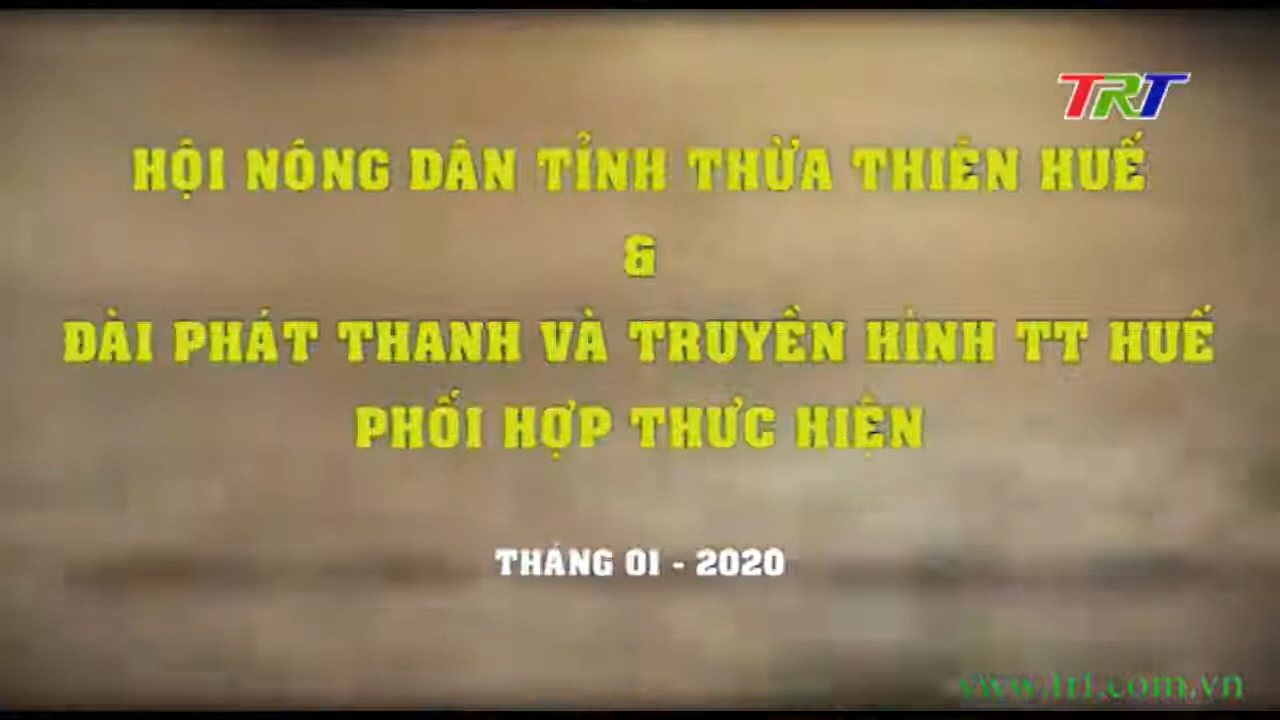 TRT
HỘI NÔNG DÂN TỈNH THỪA THIÊN HUẾ
&
ĐÀI PHÁT THANH VÀ TRUYỀN HÌNH TT HUẾ
PHỐI HỢP THỰC HIỆN
THÁNG 01 - 2020
www.trt.com.vn